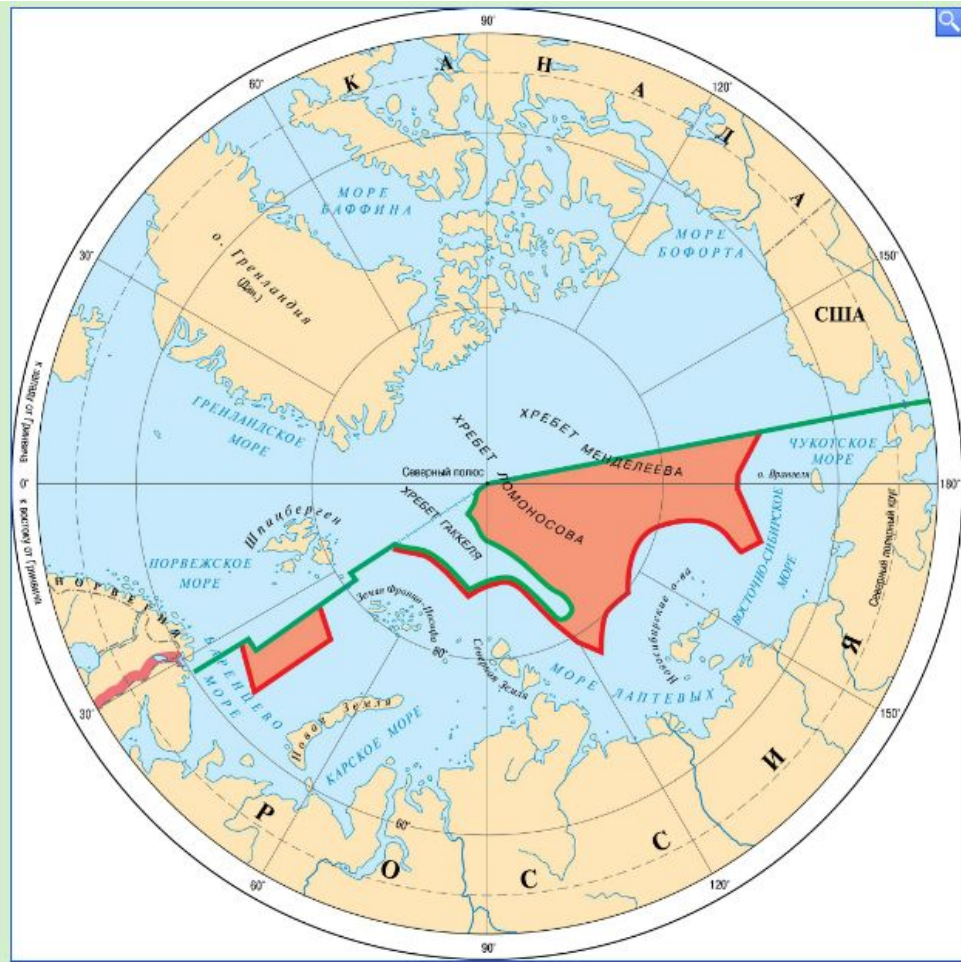 90°
60°
120°
КАНАДА
МОРЕ
БАФФИНА
МОРЕ
БОФОРТА
30°
150°
о. Гренландия
(Дан.)
США
к западу от Гринвича
0°
к востоку от Гринвича
ГРЕНЛАНДСКОЕ
МОРЕ
ХРЕБЕТ МЕНДЕЛЕЕВА
ХРЕБЕТ ЛОМОНОСОВА
ЧУКОТСКОЕ
МОРЕ
Северный полюс
о. Врангеля
180°
ХРЕБЕТ ГАККЕЛЯ
Шпицберген
НОРВЕЖСКОЕ
МОРЕ
ВОСТОЧНО-СИБИРСКОЕ
МОРЕ
Северный полярный круг
НОРВЕГИЯ
Земля Франца-Иосифа
80°
Новосибирские о-ва
БАРЕНЦЕВО
МОРЕ
Северная Земля
МОРЕ ЛАПТЕВЫХ
30°
Новая Земля
КАРСКОЕ МОРЕ
150°
РОССИЯ
60°
60°
120°
90°